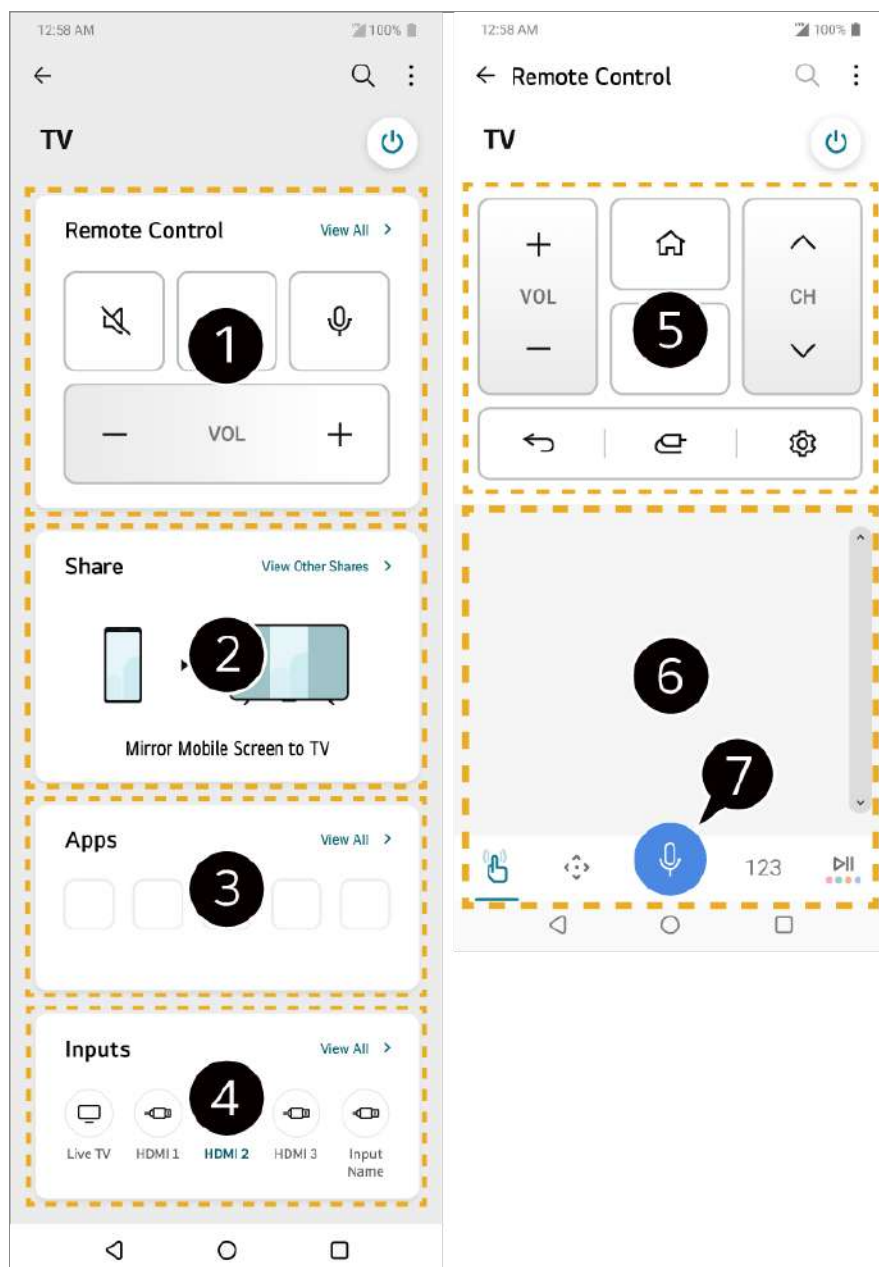 12:58 AM 100%
TV
Remote Control View All >
1
VOL
Share View Other Shares >
2
Mirror Mobile Screen to TV
Apps View All >
3
Inputs View All >
4
Live TV HDMI 1 HDMI 2 HDMI 3 Input Name
12:58 AM 100%
Remote Control
TV
VOL CH
5
6
7
123